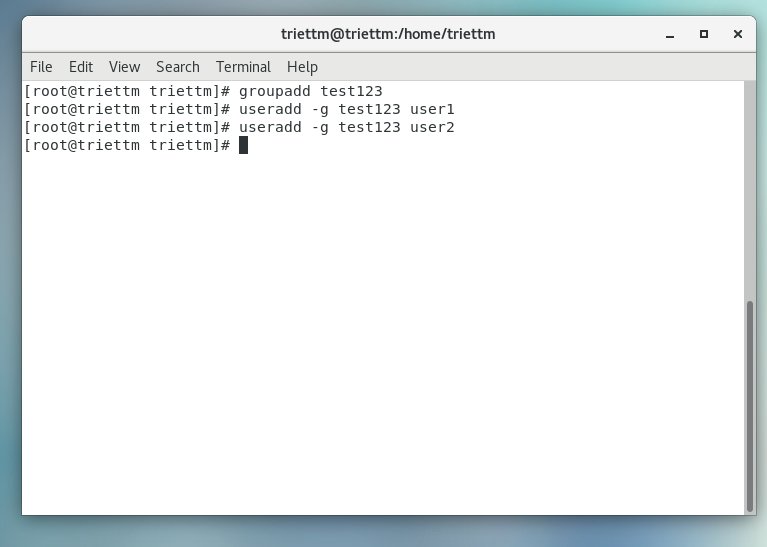 triettm@triettm:/home/triettm
File Edit View Search Terminal Help
[root@triettm triettm]# groupadd test123
[root@triettm triettm]# useradd -g test123 user1
[root@triettm triettm]# useradd -g test123 user2
[root@triettm triettm]#